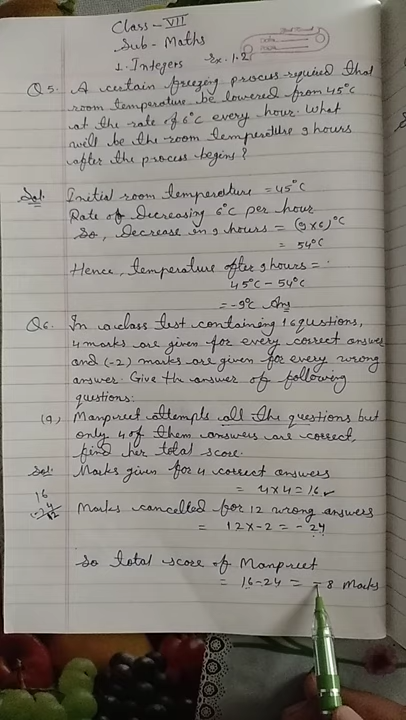 Class - VII
Sub - Maths
1. Integers Ex. 1.2
Q5. A certain freezing process required that
room temperature be lowered from 45°C
at the rate of 6°C every hour. What
will be the room temperature 9 hours
after the process begins?
Sol. Initial room temperature = 45°C
Rate of Decreasing 6°C per hour
So, Decrease in 9 hours = (9×6)°C
= 54°C
Hence, temperature after 9 hours =
45°C - 54°C
= -9°C Ans
Q6. In a class test containing 16 qustions,
4 marks are given for every correct answer
and (-2) marks are given for every wrong
answer. Give the answer of following
questions:
(a) Manpreet attempts all the questions but
only 4 of them answers are correct,
find her total score.
Sol. Marks given for 4 correct answers
= 4×4 = 16
16
-4
12
Marks cancelled for 12 wrong answers
= 12×-2 = -24
So total score of Manpreet
= 16-24 = -8 Marks